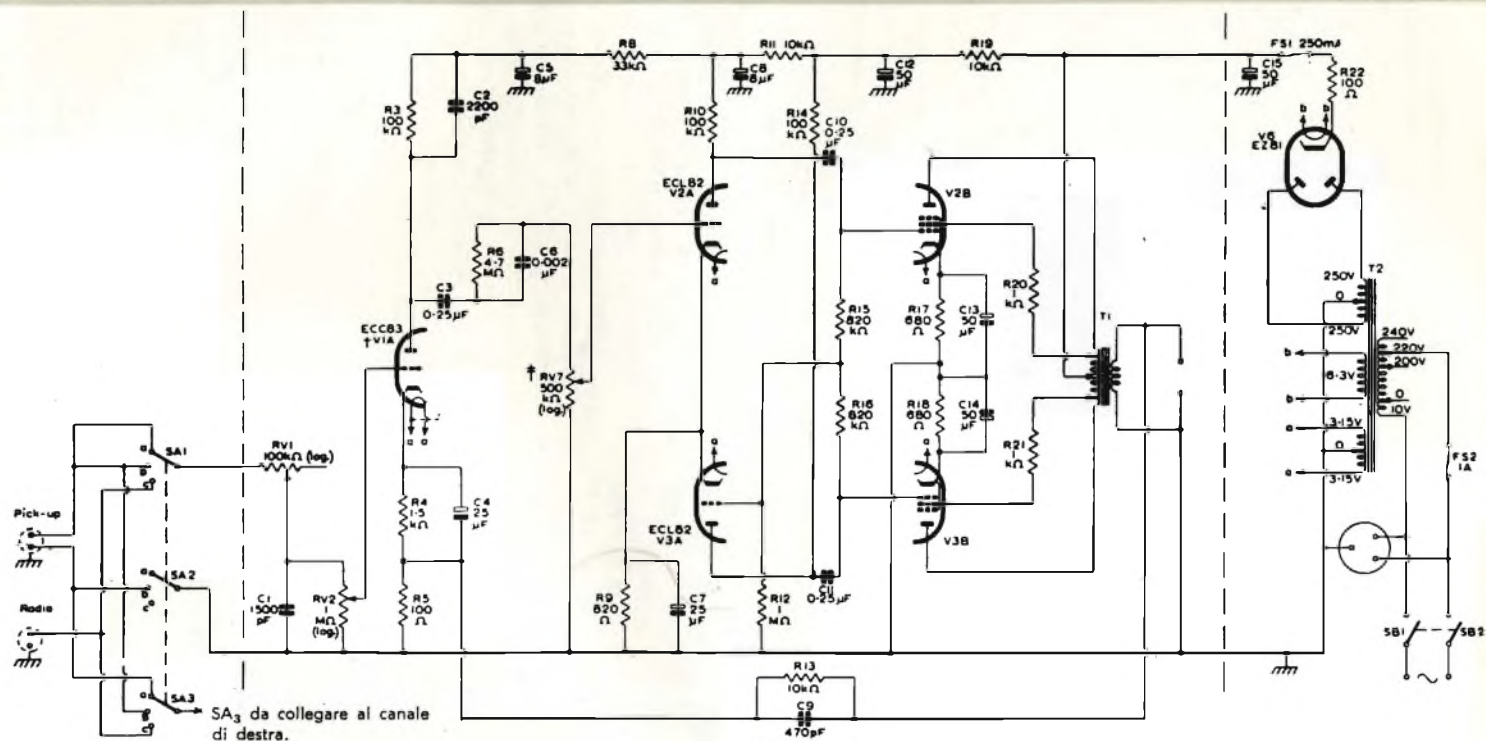 R8
33kΩ
R11 10kΩ
R19
10kΩ
FS1 250mA
C5
8μF
C8
8μF
C12
50
μF
C15
50
μF
R22
100
Ω
R3
100
kΩ
C2
2200
pF
R10
100
kΩ
R14
100
kΩ
C10
0·25
μF
b
b
V6
EZ81
ECL82
V2A
V2B
R6
4·7
MΩ
C6
0·002
μF
a
a
C3
0·25μF
R20
1
kΩ
250V
T2
0
R15
820
kΩ
R17
680
Ω
C13
50
μF
T1
250V
240V
220V
200V
ECC83
†V1A
b
6·3V
RV7
500
kΩ
(log.)
R16
820
kΩ
R18
680
Ω
C14
50
μF
b
0
10V
a
a
a
3·15V
0
a
a
R21
1
kΩ
a
3·15V
FS2
1A
a
SA1
b
c
RV1
100kΩ (log.)
Pick-up
R4
1·5
kΩ
C4
25
μF
ECL82
V3A
V3B
C11
0·25μF
a
SA2
b
c
Radio
C1
1500
pF
RV2
1
MΩ
(log.)
R5
100
Ω
R9
820
Ω
C7
25
μF
R12
1
MΩ
SB1
SB2
R13
10kΩ
C9
470pF
a
SA3
b
c
SA3 da collegare al canale
di destra.